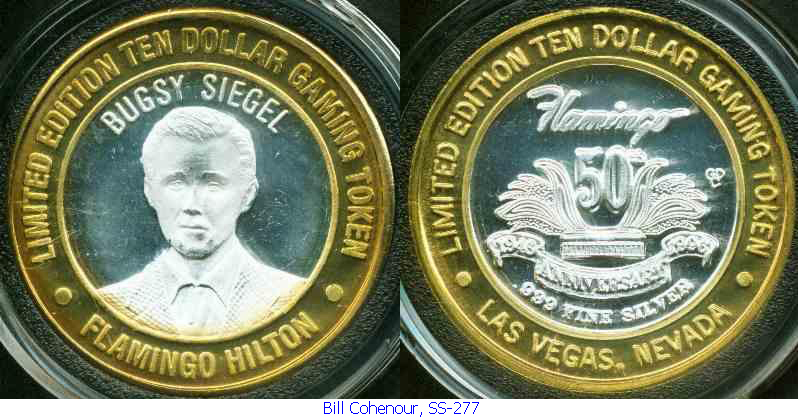 LIMITED EDITION TEN DOLLAR GAMING TOKEN
BUGSY SIEGEL
• FLAMINGO HILTON •
LIMITED EDITION TEN DOLLAR GAMING TOKEN
Flamingo
50TH
1946 1996
ANNIVERSARY
.999 FINE SILVER
• LAS VEGAS, NEVADA •
Bill Cohenour, SS-277